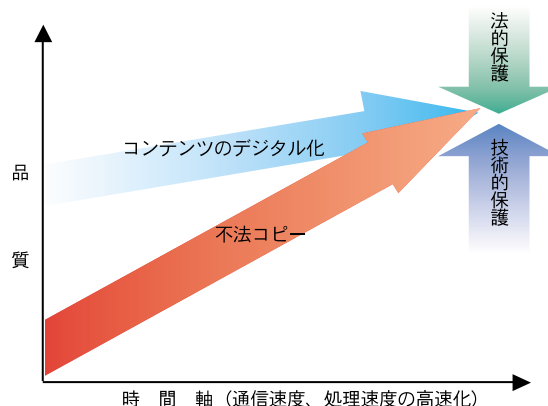 法的保護
コンテンツのデジタル化
技術的保護
品質
不法コピー
時間軸（通信速度、処理速度の高速化）